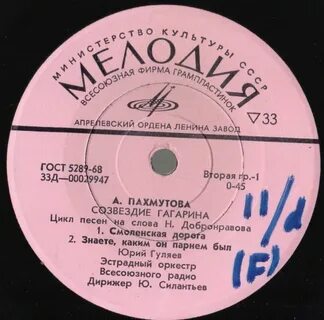 МИНИСТЕРСТВО КУЛЬТУРЫ СССР
МЕЛОДИЯ
ВСЕСОЮЗНАЯ ФИРМА ГРАМПЛАСТИНОК
▽33
АПРЕЛЕВСКИЙ ОРДЕНА ЛЕНИНА ЗАВОД
ГОСТ 5289-68
33Д—00029947
Вторая гр.-1
0-45
А. ПАХМУТОВА
СОЗВЕЗДИЕ ГАГАРИНА
Цикл песен на слова Н. Добронравова
1. Смоленская дорога
2. Знаете, каким он парнем был
Юрий Гуляев
Эстрадный оркестр
Всесоюзного радио
Дирижер Ю. Силантьев
11/d
(F)